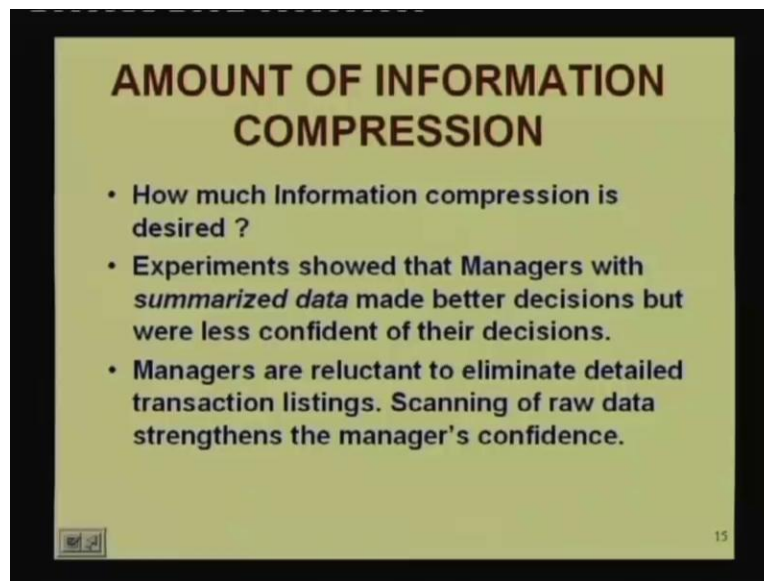 AMOUNT OF INFORMATION
COMPRESSION
• How much Information compression is
desired ?
• Experiments showed that Managers with
summarized data made better decisions but
were less confident of their decisions.
• Managers are reluctant to eliminate detailed
transaction listings. Scanning of raw data
strengthens the manager's confidence.
15